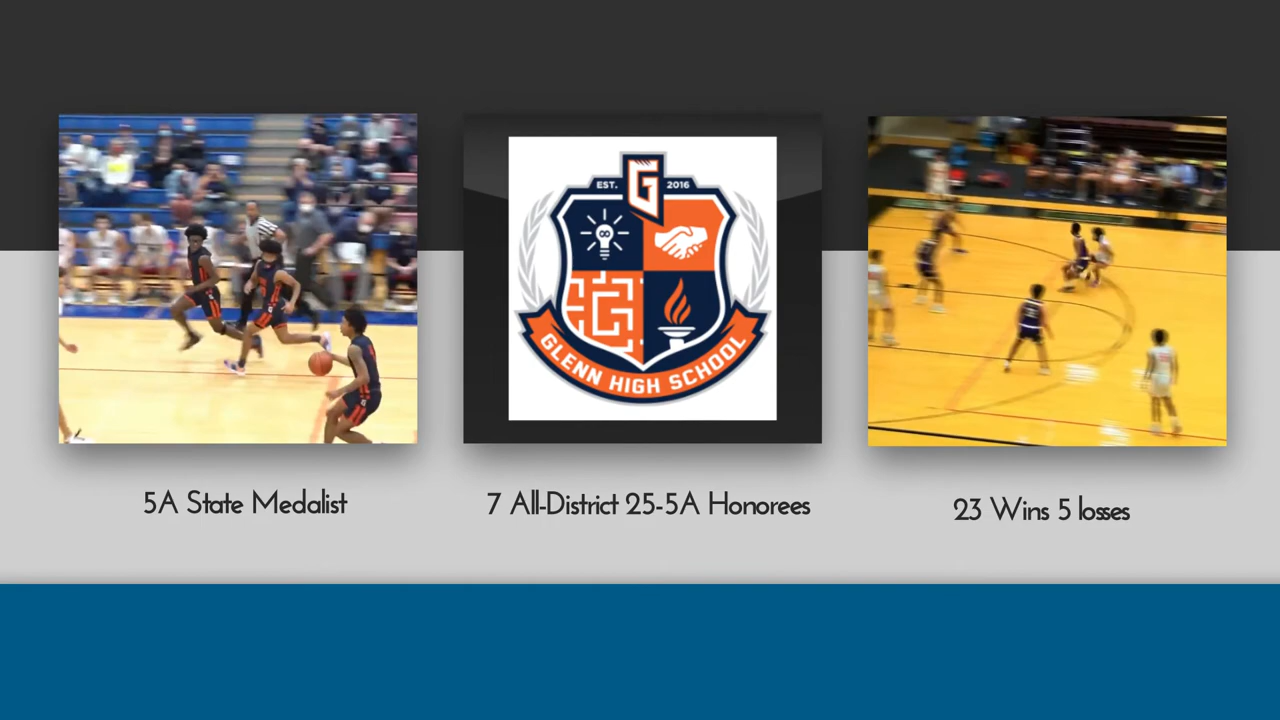 EST. G 2016
GLENN HIGH SCHOOL
5A State Medalist
7 All-District 25-5A Honorees
23 Wins 5 losses